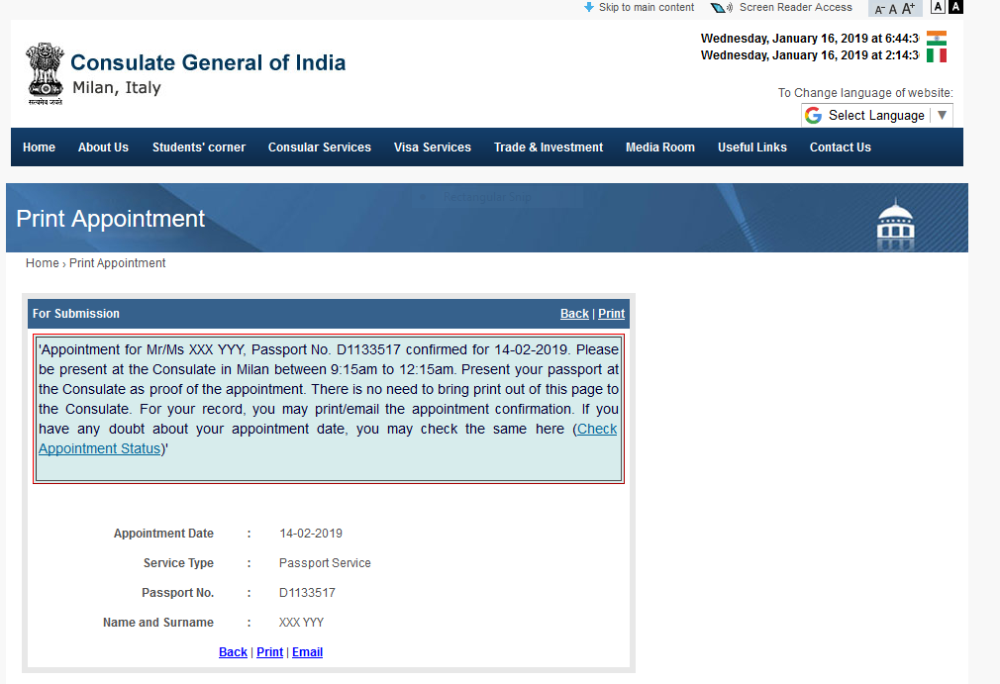 Skip to main content
Screen Reader Access
A- A A+
A A
Wednesday, January 16, 2019 at 6:44:3
Wednesday, January 16, 2019 at 2:14:3
Consulate General of India
Milan, Italy
सत्यमेव जयते
To Change language of website:
Select Language ▼
Home About Us Students' corner Consular Services Visa Services Trade & Investment Media Room Useful Links Contact Us
Rectangular Snip
Print Appointment
Home › Print Appointment
For Submission Back | Print
'Appointment for Mr/Ms XXX YYY, Passport No. D1133517 confirmed for 14-02-2019. Please
be present at the Consulate in Milan between 9:15am to 12:15am. Present your passport at
the Consulate as proof of the appointment. There is no need to bring print out of this page to
the Consulate. For your record, you may print/email the appointment confirmation. If you
have any doubt about your appointment date, you may check the same here (Check
Appointment Status)'
Appointment Date : 14-02-2019
Service Type : Passport Service
Passport No. : D1133517
Name and Surname : XXX YYY
Back | Print | Email